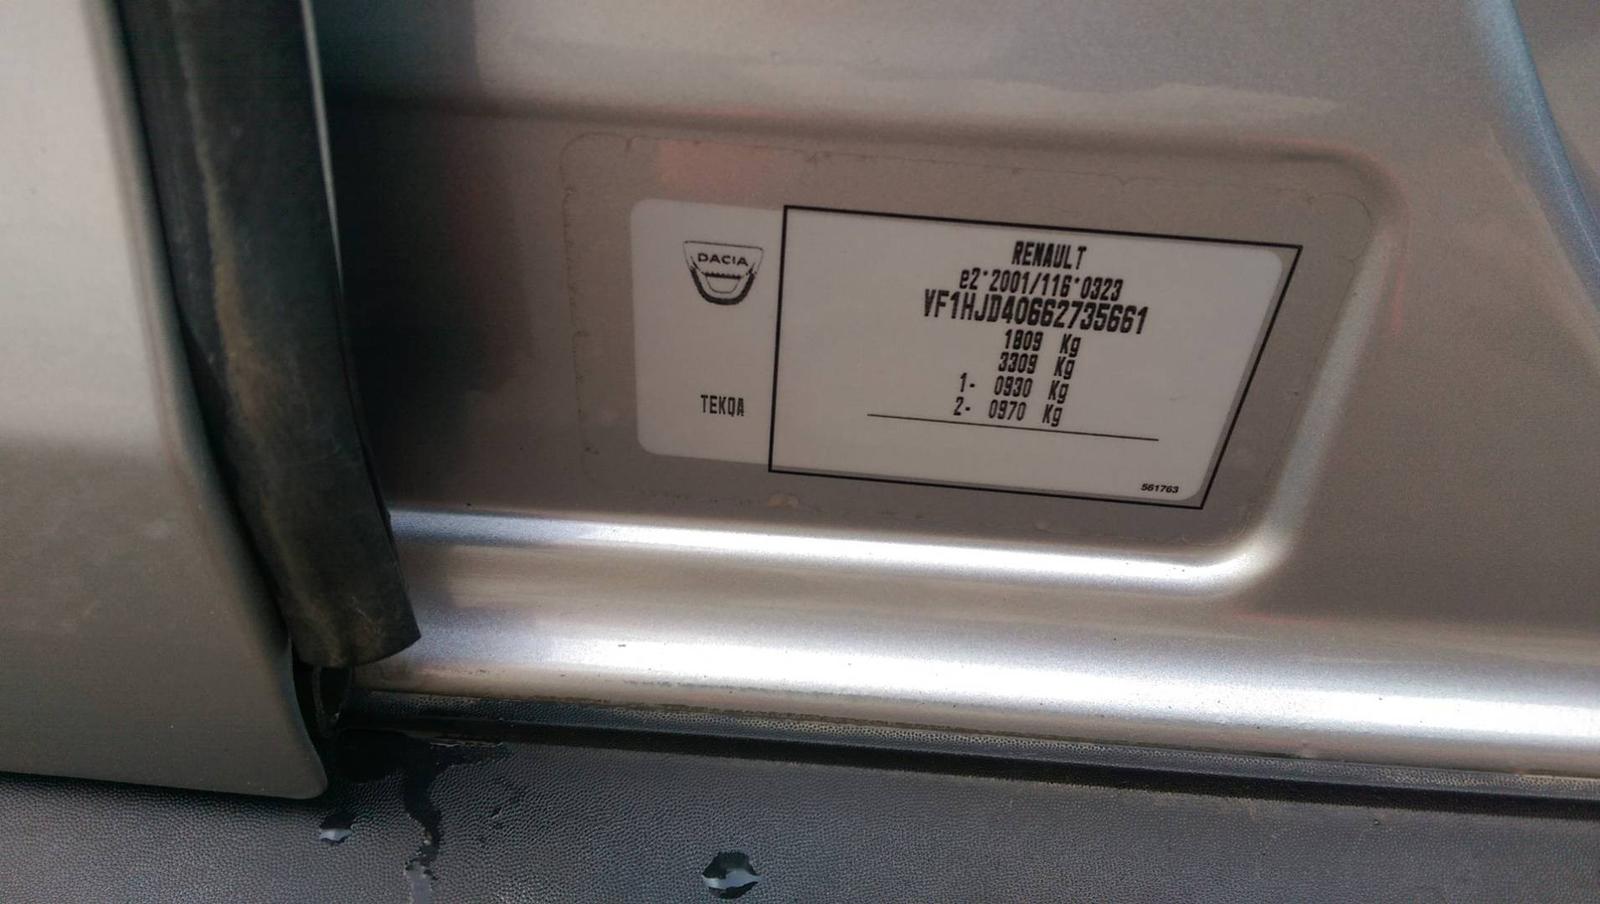 DACIA
TEKQA
RENAULT
e2*2001/116*0323
VF1HJD40662735661
1809 Kg
3309 Kg
1- 0930 Kg
2- 0970 Kg
561763